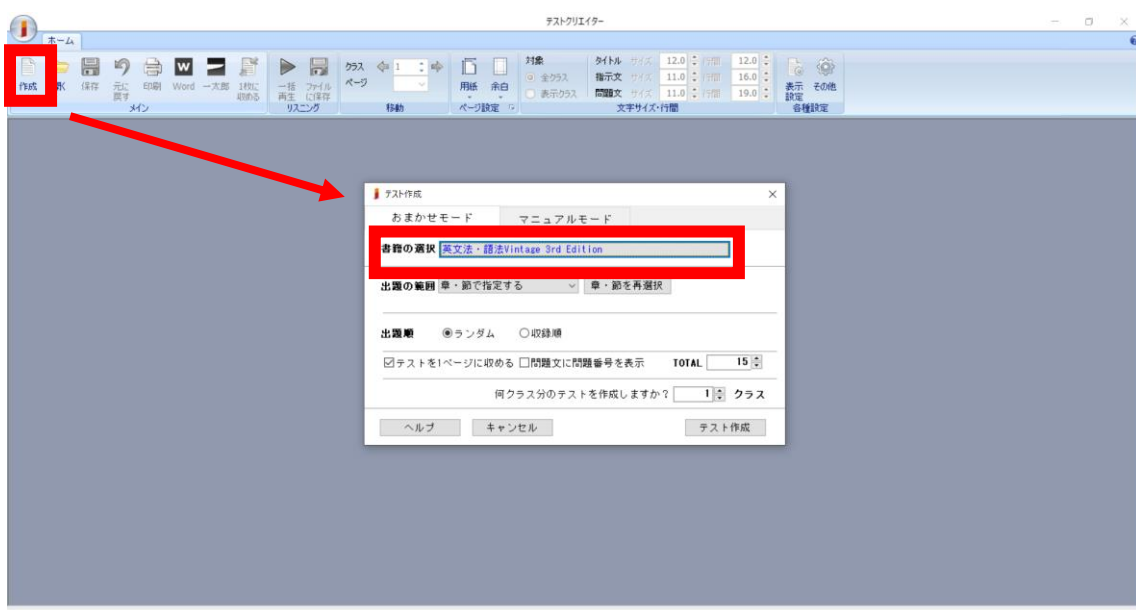 テストクリエイター
ホーム
作成 開く 保存 元に戻す 印刷 Word 一太郎 1枚に収める
メイン
一括再生 ファイルに保存
リスニング
クラス 1
ページ
移動
用紙 余白
ページ設定
対象
全クラス
表示クラス
タイトル サイズ 12.0 行間 12.0
指示文 サイズ 11.0 行間 16.0
問題文 サイズ 11.0 行間 19.0
文字サイズ・行間
表示設定 その他
各種設定
テスト作成
おまかせモード マニュアルモード
書籍の選択 英文法・語法Vintage 3rd Edition
出題の範囲 章・節で指定する 章・節を再選択
出題順 ランダム 収録順
テストを1ページに収める 問題文に問題番号を表示 TOTAL 15
何クラス分のテストを作成しますか? 1 クラス
ヘルプ キャンセル テスト作成